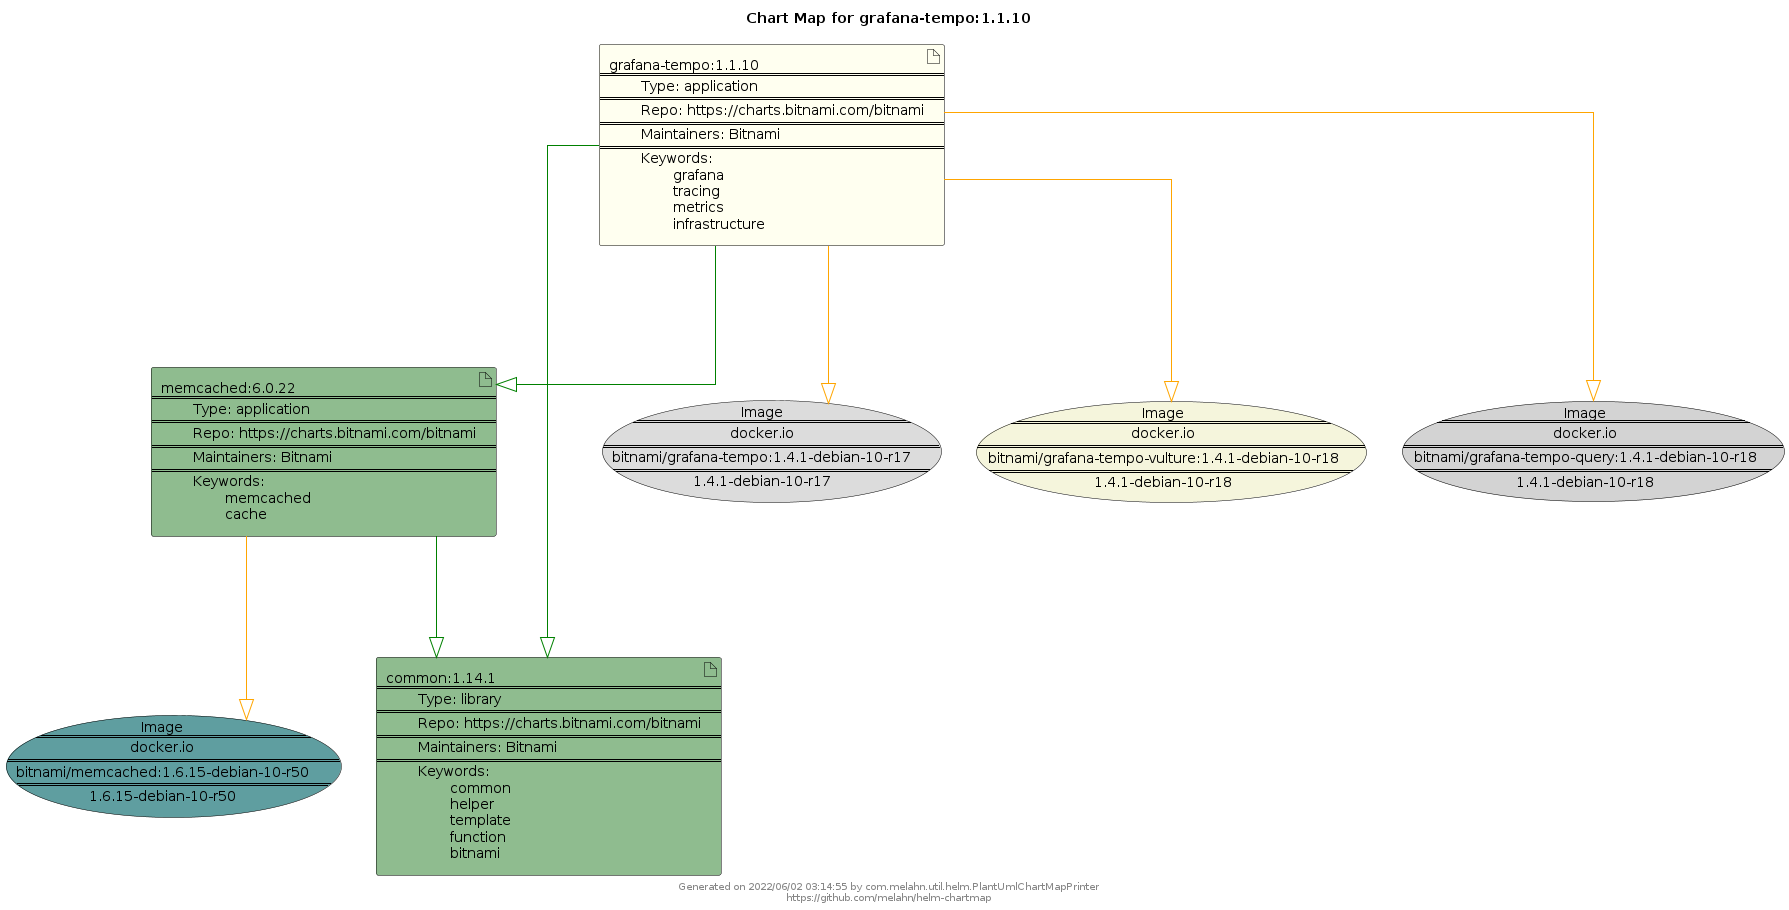 Chart Map for grafana-tempo:1.1.10
grafana-tempo:1.1.10
Type: application
Repo: https://charts.bitnami.com/bitnami
Maintainers: Bitnami
Keywords:
grafana
tracing
metrics
infrastructure
memcached:6.0.22
Type: application
Repo: https://charts.bitnami.com/bitnami
Maintainers: Bitnami
Keywords:
memcached
cache
Image
docker.io
bitnami/grafana-tempo:1.4.1-debian-10-r17
1.4.1-debian-10-r17
Image
docker.io
bitnami/grafana-tempo-vulture:1.4.1-debian-10-r18
1.4.1-debian-10-r18
Image
docker.io
bitnami/grafana-tempo-query:1.4.1-debian-10-r18
1.4.1-debian-10-r18
Image
docker.io
bitnami/memcached:1.6.15-debian-10-r50
1.6.15-debian-10-r50
common:1.14.1
Type: library
Repo: https://charts.bitnami.com/bitnami
Maintainers: Bitnami
Keywords:
common
helper
template
function
bitnami
Generated on 2022/06/02 03:14:55 by com.melahn.util.helm.PlantUmlChartMapPrinter
https://github.com/melahn/helm-chartmap